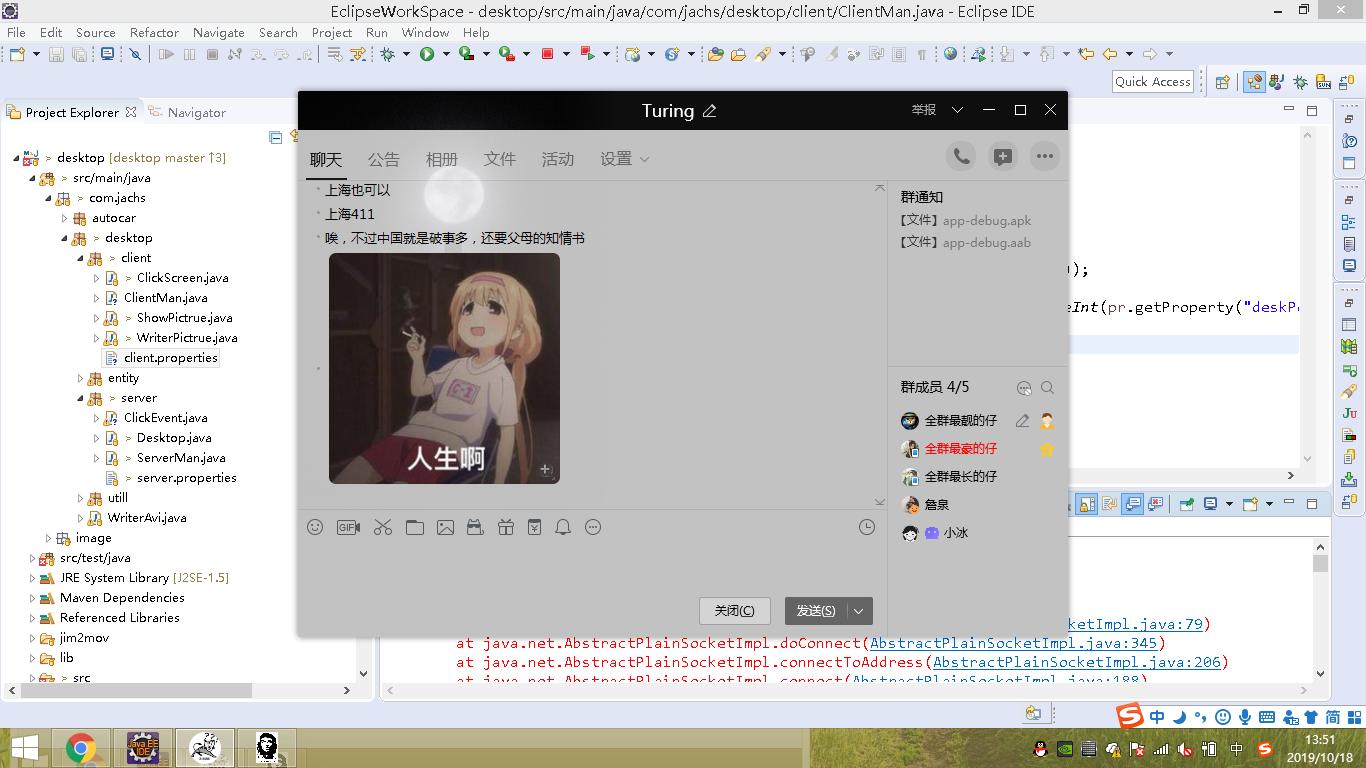 EclipseWorkSpace - desktop/src/main/java/com/jachs/desktop/client/ClientMan.java - Eclipse IDE
File Edit Source Refactor Navigate Search Project Run Window Help
Quick Access
Project Explorer
Navigator
> desktop [desktop master ↑3]
> src/main/java
> com.jachs
autocar
> desktop
> client
> ClickScreen.java
ClientMan.java
> ShowPictrue.java
> WriterPictrue.java
client.properties
entity
> server
ClickEvent.java
> Desktop.java
> ServerMan.java
server.properties
utill
WriterAvi.java
image
src/test/java
JRE System Library [J2SE-1.5]
Maven Dependencies
Referenced Libraries
jim2mov
lib
> src
Turing
举报
聊天 公告 相册 文件 活动 设置
上海也可以
上海411
唉，不过中国就是破事多，还要父母的知情书
人生啊
GIF
关闭(C)
发送(S)
群通知
【文件】app-debug.apk
【文件】app-debug.aab
群成员 4/5
全群最靓的仔
全群最豪的仔
全群最长的仔
詹泉
小冰
);
eInt(pr.getProperty("deskP
ketImpl.java:79)
at java.net.AbstractPlainSocketImpl.doConnect(AbstractPlainSocketImpl.java:345)
at java.net.AbstractPlainSocketImpl.connectToAddress(AbstractPlainSocketImpl.java:206)
at java.net.AbstractPlainSocketImpl.connect(AbstractPlainSocketImpl.java:188)
中
简
Java EE
IDE
中
13:51
2019/10/18